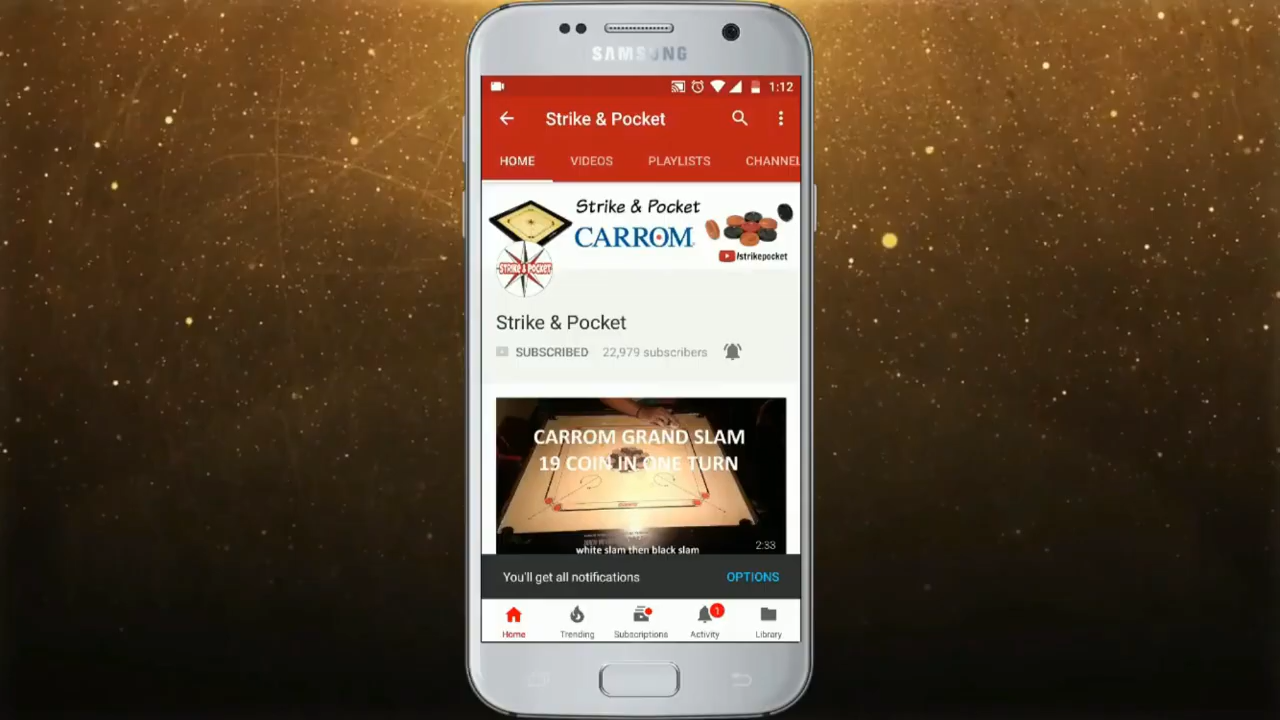 SAMSUNG
1:12
Strike & Pocket
HOME VIDEOS PLAYLISTS CHANNEL
Strike & Pocket
CARROM
/strikepocket
STRIKE & POCKET
Strike & Pocket
SUBSCRIBED 22,979 subscribers
CARROM GRAND SLAM
19 COIN IN ONE TURN
white slam then black slam
2:33
You'll get all notifications OPTIONS
1
Home Trending Subscriptions Activity Library